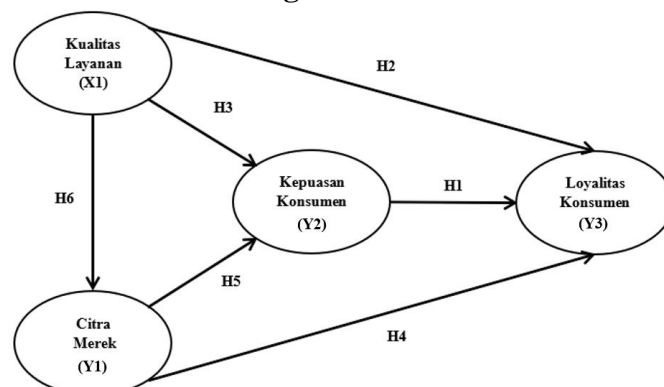 Kualitas
Layanan
(X1)
H2
H3
Kepuasan
Konsumen
(Y2)
H1
Loyalitas
Konsumen
(Y3)
H6
H5
Citra
Merek
(Y1)
H4